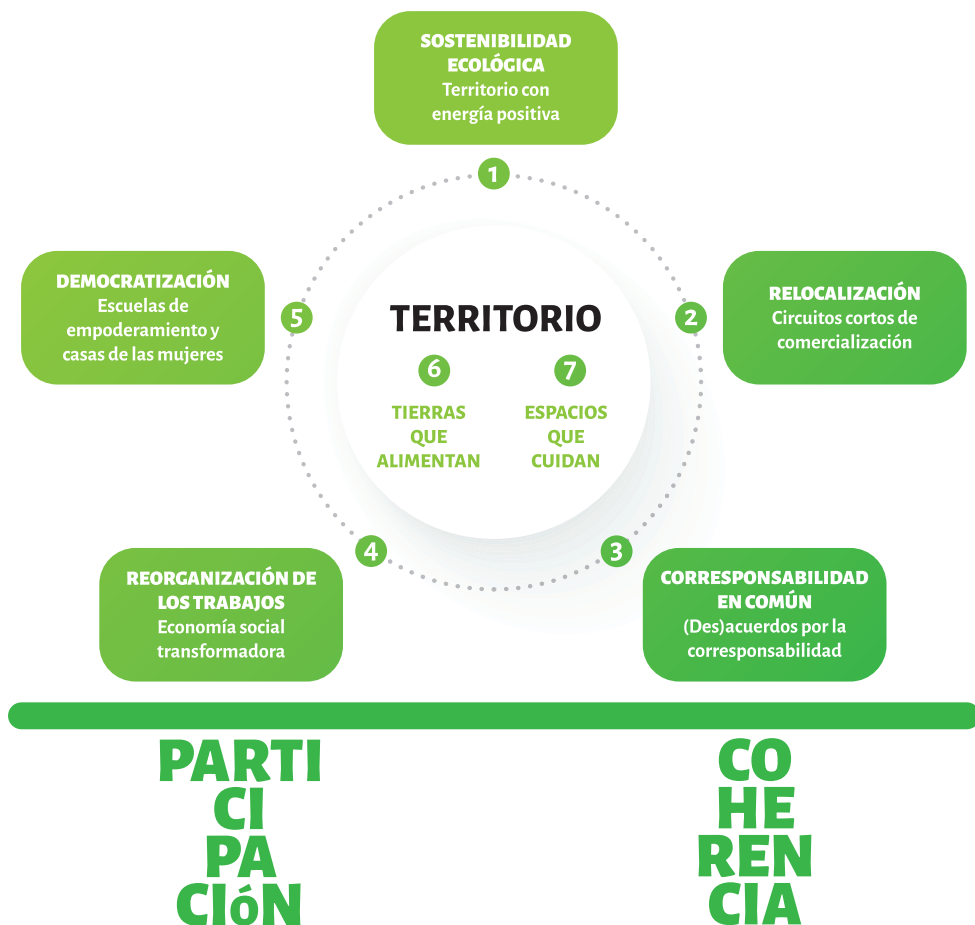 SOSTENIBILIDAD
ECOLÓGICA
Territorio con
energía positiva
1
DEMOCRATIZACIÓN
Escuelas de
empoderamiento y
casas de las mujeres
5
TERRITORIO
6
TIERRAS
QUE
ALIMENTAN
7
ESPACIOS
QUE
CUIDAN
2
RELOCALIZACIÓN
Circuitos cortos de
comercialización
4
REORGANIZACIÓN DE
LOS TRABAJOS
Economía social
transformadora
3
CORRESPONSABILIDAD
EN COMÚN
(Des)acuerdos por la
corresponsabilidad
PARTI
CI
PA
CIóN
CO
HE
REN
CIA